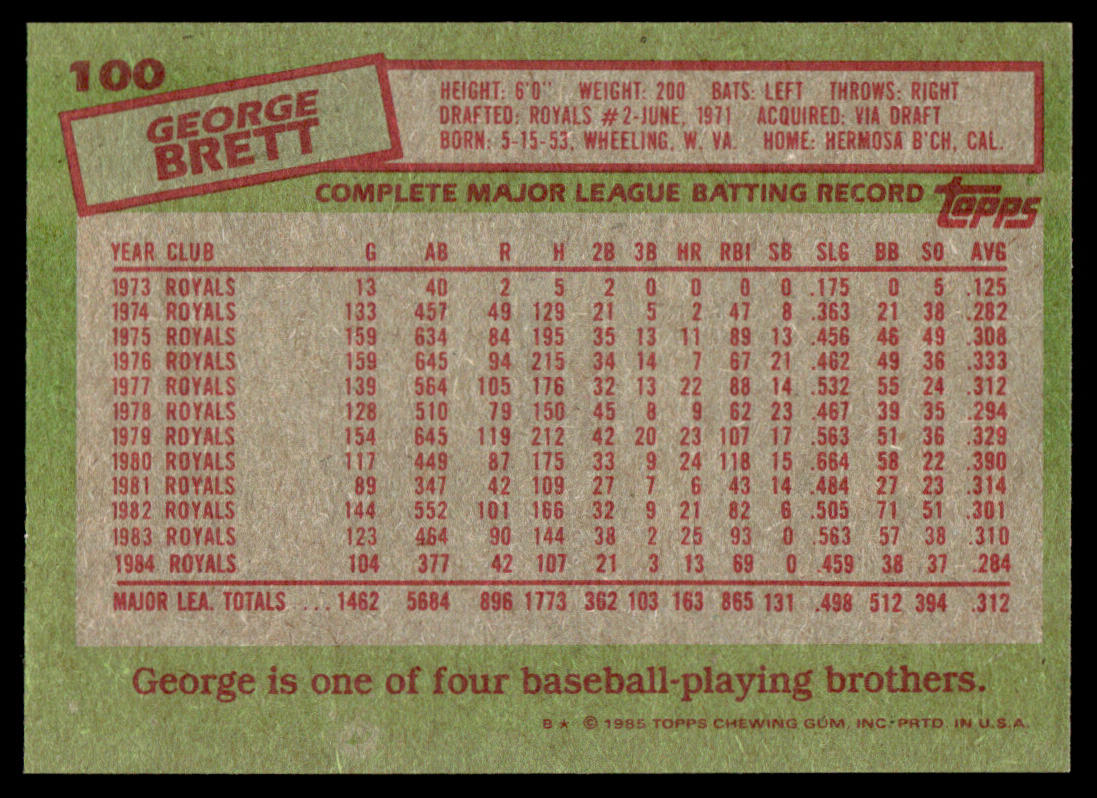 100
GEORGE
BRETT
HEIGHT: 6'0" WEIGHT: 200 BATS: LEFT THROWS: RIGHT
DRAFTED: ROYALS #2-JUNE, 1971 ACQUIRED: VIA DRAFT
BORN: 5-15-53, WHEELING, W. VA. HOME: HERMOSA B'CH, CAL.
COMPLETE MAJOR LEAGUE BATTING RECORD topps
YEAR CLUB G AB R H 2B 3B HR RBI SB SLG BB SO AVG
1973 ROYALS 13 40 2 5 2 0 0 0 0 .175 0 5 .125
1974 ROYALS 133 457 49 129 21 5 2 47 8 .363 21 38 .282
1975 ROYALS 159 634 84 195 35 13 11 89 13 .456 46 49 .308
1976 ROYALS 159 645 94 215 34 14 7 67 21 .462 49 36 .333
1977 ROYALS 139 564 105 176 32 13 22 88 14 .532 55 24 .312
1978 ROYALS 128 510 79 150 45 8 9 62 23 .467 39 35 .294
1979 ROYALS 154 645 119 212 42 20 23 107 17 .563 51 36 .329
1980 ROYALS 117 449 87 175 33 9 24 118 15 .664 58 22 .390
1981 ROYALS 89 347 42 109 27 7 6 43 14 .484 27 23 .314
1982 ROYALS 144 552 101 166 32 9 21 82 6 .505 71 51 .301
1983 ROYALS 123 464 90 144 38 2 25 93 0 .563 57 38 .310
1984 ROYALS 104 377 42 107 21 3 13 69 0 .459 38 37 .284
MAJOR LEA. TOTALS ....1462 5684 896 1773 362 103 163 865 131 .498 512 394 .312
George is one of four baseball-playing brothers.
B★ © 1985 TOPPS CHEWING GUM, INC. PRTD. IN U.S.A.